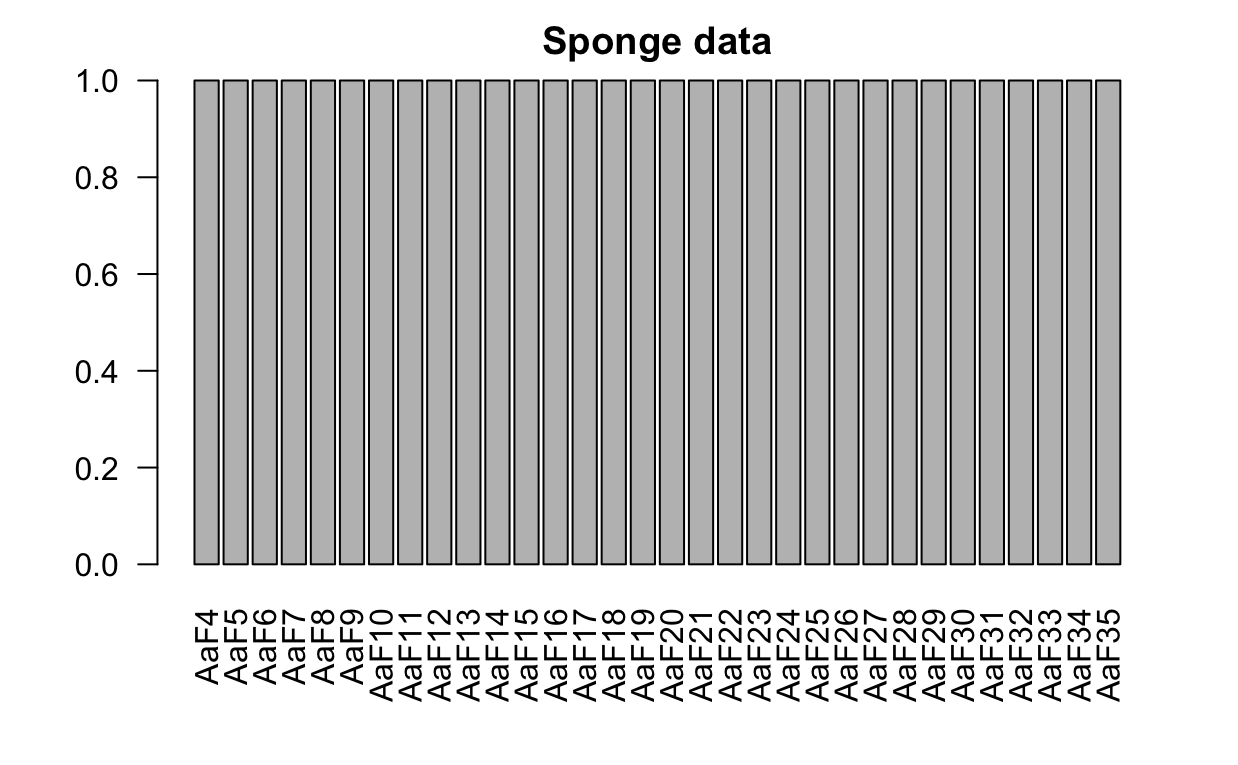 Sponge data
1.0
0.8
0.6
0.4
0.2
0.0
AaF4
AaF5
AaF6
AaF7
AaF8
AaF9
AaF10
AaF11
AaF12
AaF13
AaF14
AaF15
AaF16
AaF17
AaF18
AaF19
AaF20
AaF21
AaF22
AaF23
AaF24
AaF25
AaF26
AaF27
AaF28
AaF29
AaF30
AaF31
AaF32
AaF33
AaF34
AaF35